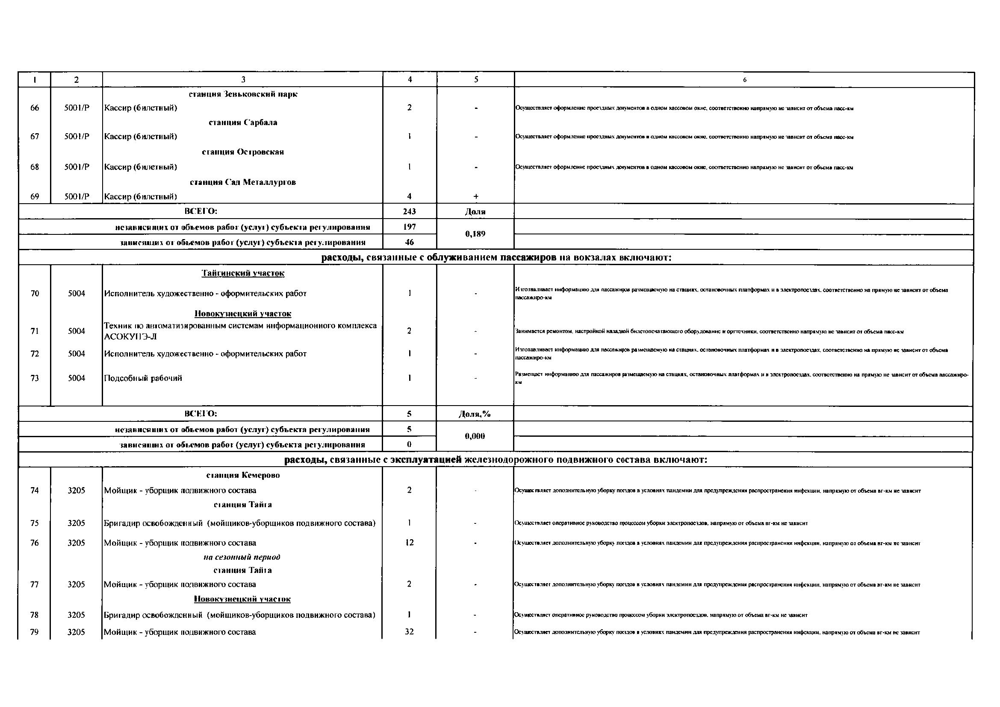 1 2 3 4 5 6
станция Зеньковский парк
66 5001/Р Кассир (билетный) 2 - Осуществляет оформление проездных документов в одном кассовом окне, соответственно напрямую не зависит от объема пасс-км
станция Сарбала
67 5001/Р Кассир (билетный) 1 - Осуществляет оформление проездных документов в одном кассовом окне, соответственно напрямую не зависит от объема пасс-км
станция Островская
68 5001/Р Кассир (билетный) 1 - Осуществляет оформление проездных документов в одном кассовом окне, соответственно напрямую не зависит от объема пасс-км
станция Сад Металлургов
69 5001/Р Кассир (билетный) 4 +
ВСЕГО: 243 Доля
независящих от объемов работ (услуг) субъекта регулирования 197
0,189
зависящих от объемов работ (услуг) субъекта регулирования 46
расходы, связанные с облуживанием пассажиров на вокзалах включают:
Тайгинский участок
70 5004 Исполнитель художественно - оформительских работ 1 - Изготавливает информацию для пассажиров размещаемую на стациях, остановочных платформах и в электропоездах, соответственно на прямую не зависит от объема
пассажиро-км
Новокузнецкий участок
Техник по автоматизированным системам информационного комплекса
71 5004 АСОКУПЭ-Л 2 - Занимается ремонтом, настройкой наладкой билетопечатающего оборудование и оргтехники, соответственно напрямую не зависит от объема пасс-км
72 5004 Исполнитель художественно - оформительских работ 1 - Изготавливает информацию для пассажиров размещаемую на стациях, остановочных платформах и в электропоездах, соответственно на прямую не зависит от объема
пассажиро-км
73 5004 Подсобный рабочий 1 - Размещает информацию для пассажиров размещаемую на стациях, остановочных платформах и в электропоездах, соответственно на прямую не зависит от объема пассажиро-
км
ВСЕГО: 5 Доля,%
независящих от объемов работ (услуг) субъекта регулирования 5
0,000
зависящих от объемов работ (услуг) субъекта регулирования 0
расходы, связанные с эксплуатацией железнодорожного подвижного состава включают:
станция Кемерово
74 3205 Мойщик - уборщик подвижного состава 2 - Осуществляет дополнительную уборку поездов в условиях пандемии для предупреждения распространения инфекции, напрямую от объема вг-км не зависит
станция Тайга
75 3205 Бригадир освобожденный (мойщиков-уборщиков подвижного состава) 1 - Осуществляет оперативное руководство процессом уборки электропоездов, напрямую от объема вг-км не зависит
76 3205 Мойщик - уборщик подвижного состава 12 - Осуществляет дополнительную уборку поездов в условиях пандемии для предупреждения распространения инфекции, напрямую от объема вг-км не зависит
на сезонный период
станция Тайга
77 3205 Мойщик - уборщик подвижного состава 2 - Осуществляет дополнительную уборку поездов в условиях пандемии для предупреждения распространения инфекции, напрямую от объема вг-км не зависит
Новокузнецкий участок
78 3205 Бригадир освобожденный (мойщиков-уборщиков подвижного состава) 1 - Осуществляет оперативное руководство процессом уборки электропоездов, напрямую от объема вг-км не зависит
79 3205 Мойщик - уборщик подвижного состава 32 - Осуществляет дополнительную уборку поездов в условиях пандемии для предупреждения распространения инфекции, напрямую от объема вг-км не зависит